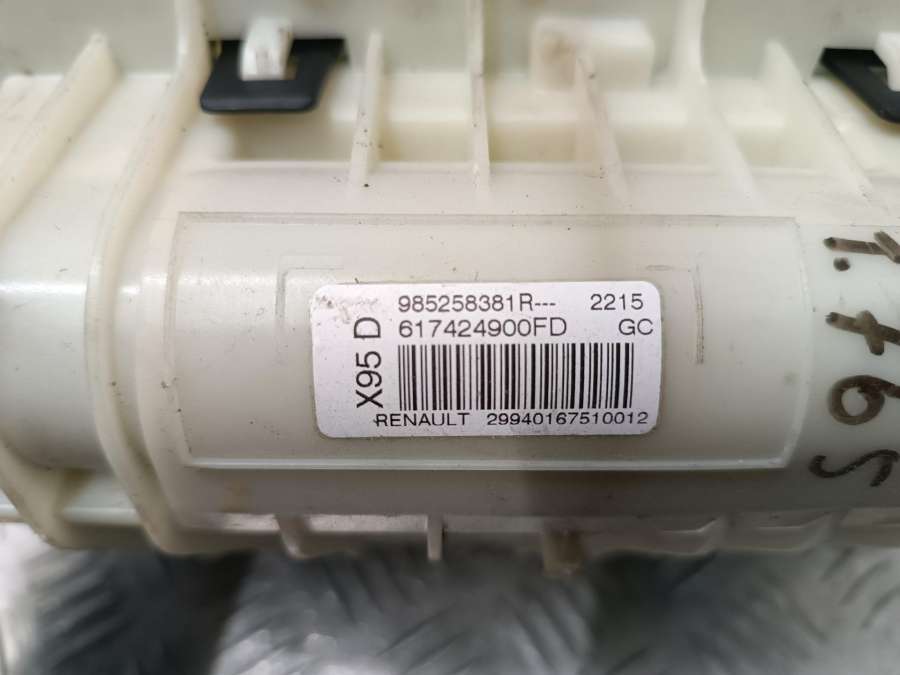 985258381R--- 2215
617424900FD GC
X95 D
RENAULT 29940167510012